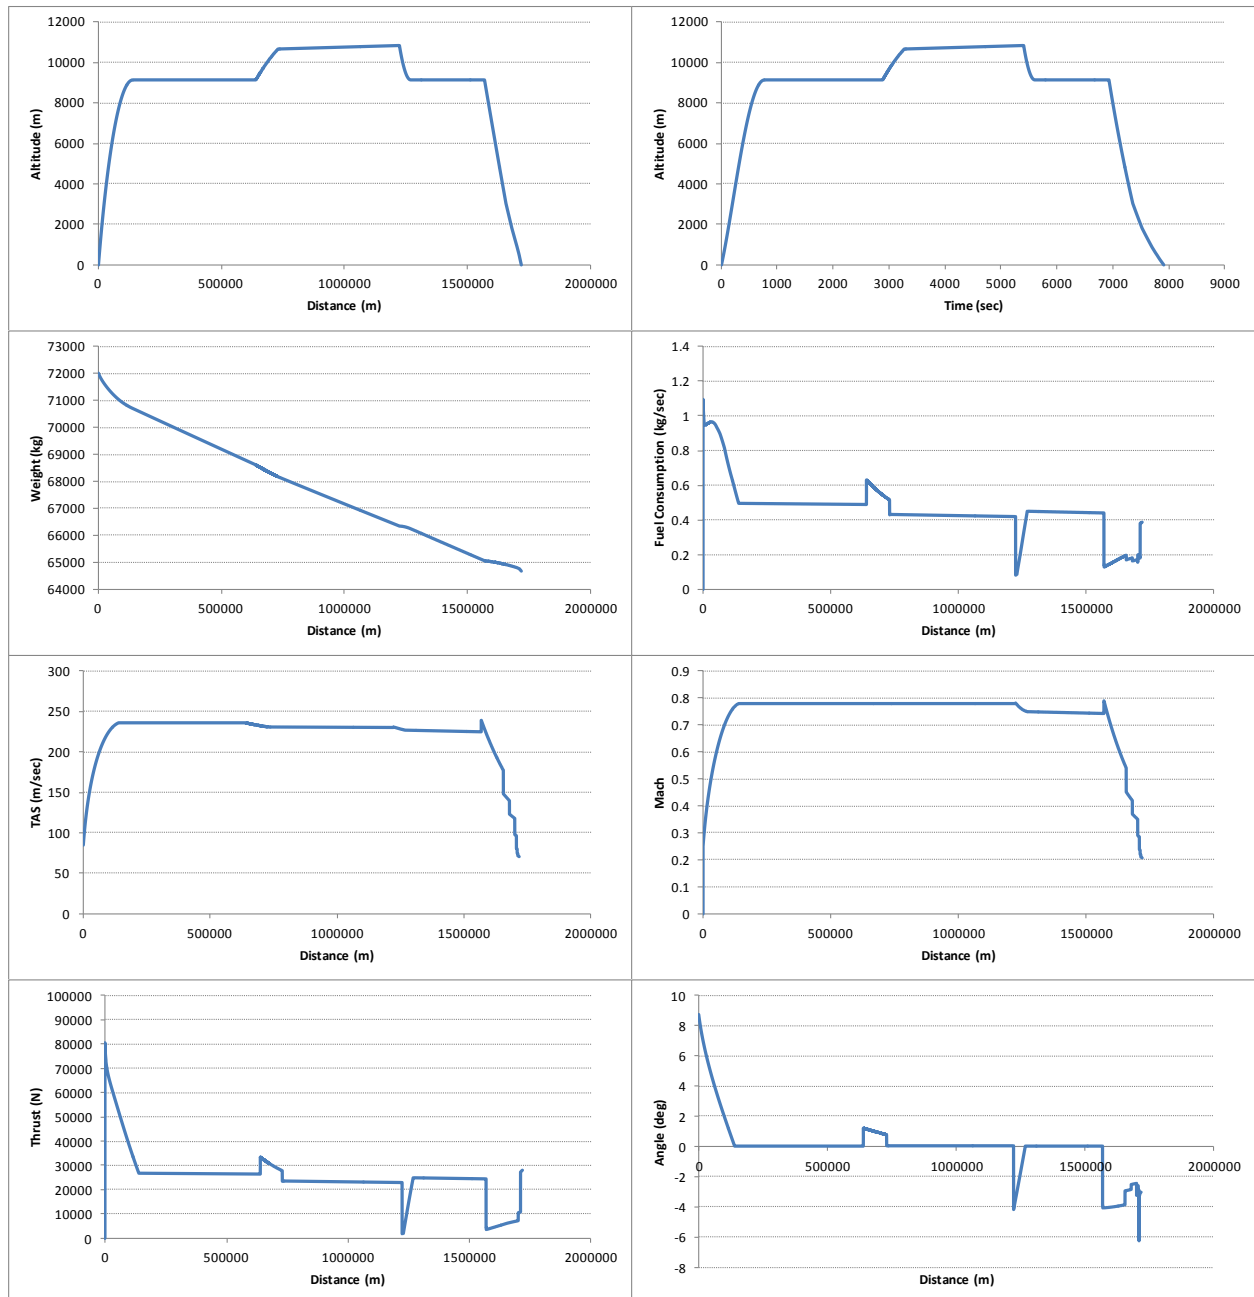 12000
10000
8000
6000
4000
2000
0
Altitude (m)
0 500000 1000000 1500000 2000000
Distance (m)
12000
10000
8000
6000
4000
2000
0
Altitude (m)
0 1000 2000 3000 4000 5000 6000 7000 8000 9000
Time (sec)
73000
72000
71000
70000
69000
68000
67000
66000
65000
64000
Weight (kg)
0 500000 1000000 1500000 2000000
Distance (m)
1.4
1.2
1
0.8
0.6
0.4
0.2
0
Fuel Consumption (kg/sec)
0 500000 1000000 1500000 2000000
Distance (m)
300
250
200
150
100
50
0
TAS (m/sec)
0 500000 1000000 1500000 2000000
Distance (m)
0.9
0.8
0.7
0.6
0.5
0.4
0.3
0.2
0.1
0
Mach
0 500000 1000000 1500000 2000000
Distance (m)
100000
90000
80000
70000
60000
50000
40000
30000
20000
10000
0
Thrust (N)
0 500000 1000000 1500000 2000000
Distance (m)
10
8
6
4
2
0
-2
-4
-6
-8
Angle (deg)
0 500000 1000000 1500000 2000000
Distance (m)